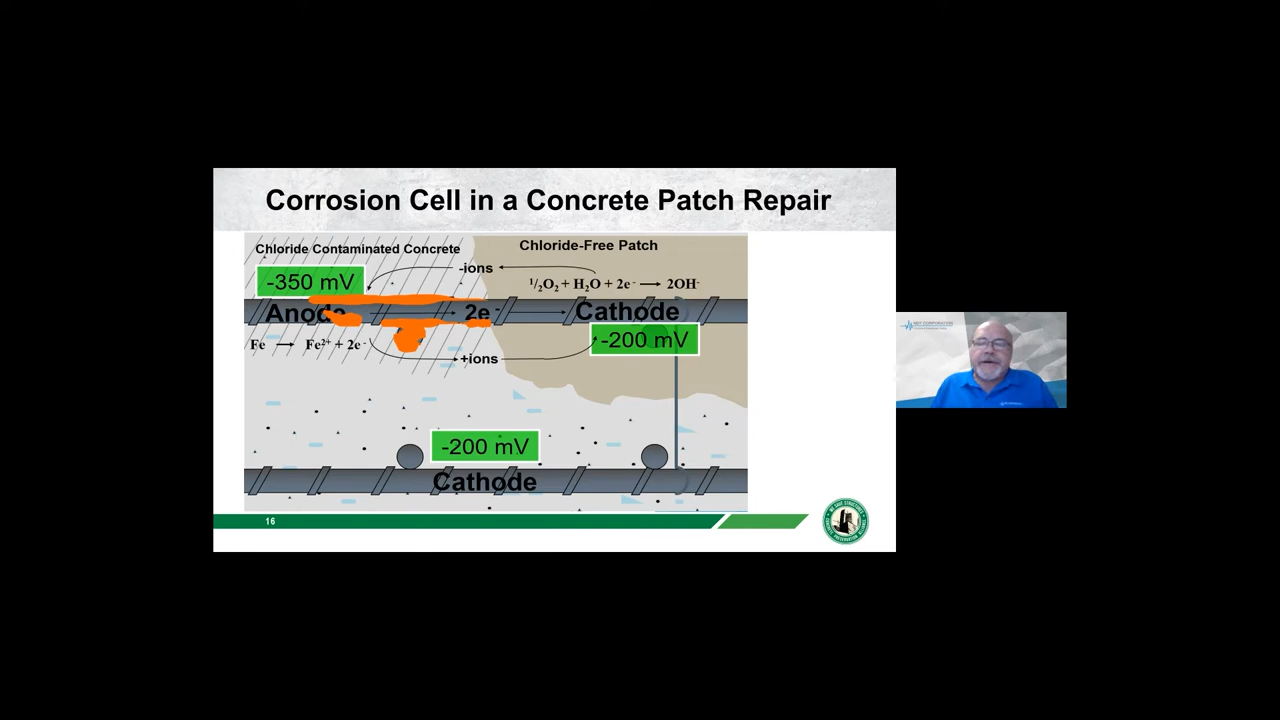 Corrosion Cell in a Concrete Patch Repair
Chloride Contaminated Concrete
Chloride-Free Patch
-ions
-350 mV
½O₂ + H₂O + 2e⁻ → 2OH⁻
Anode
2e⁻
Cathode
-200 mV
Fe → Fe²⁺ + 2e⁻
+ions
-200 mV
Cathode
16